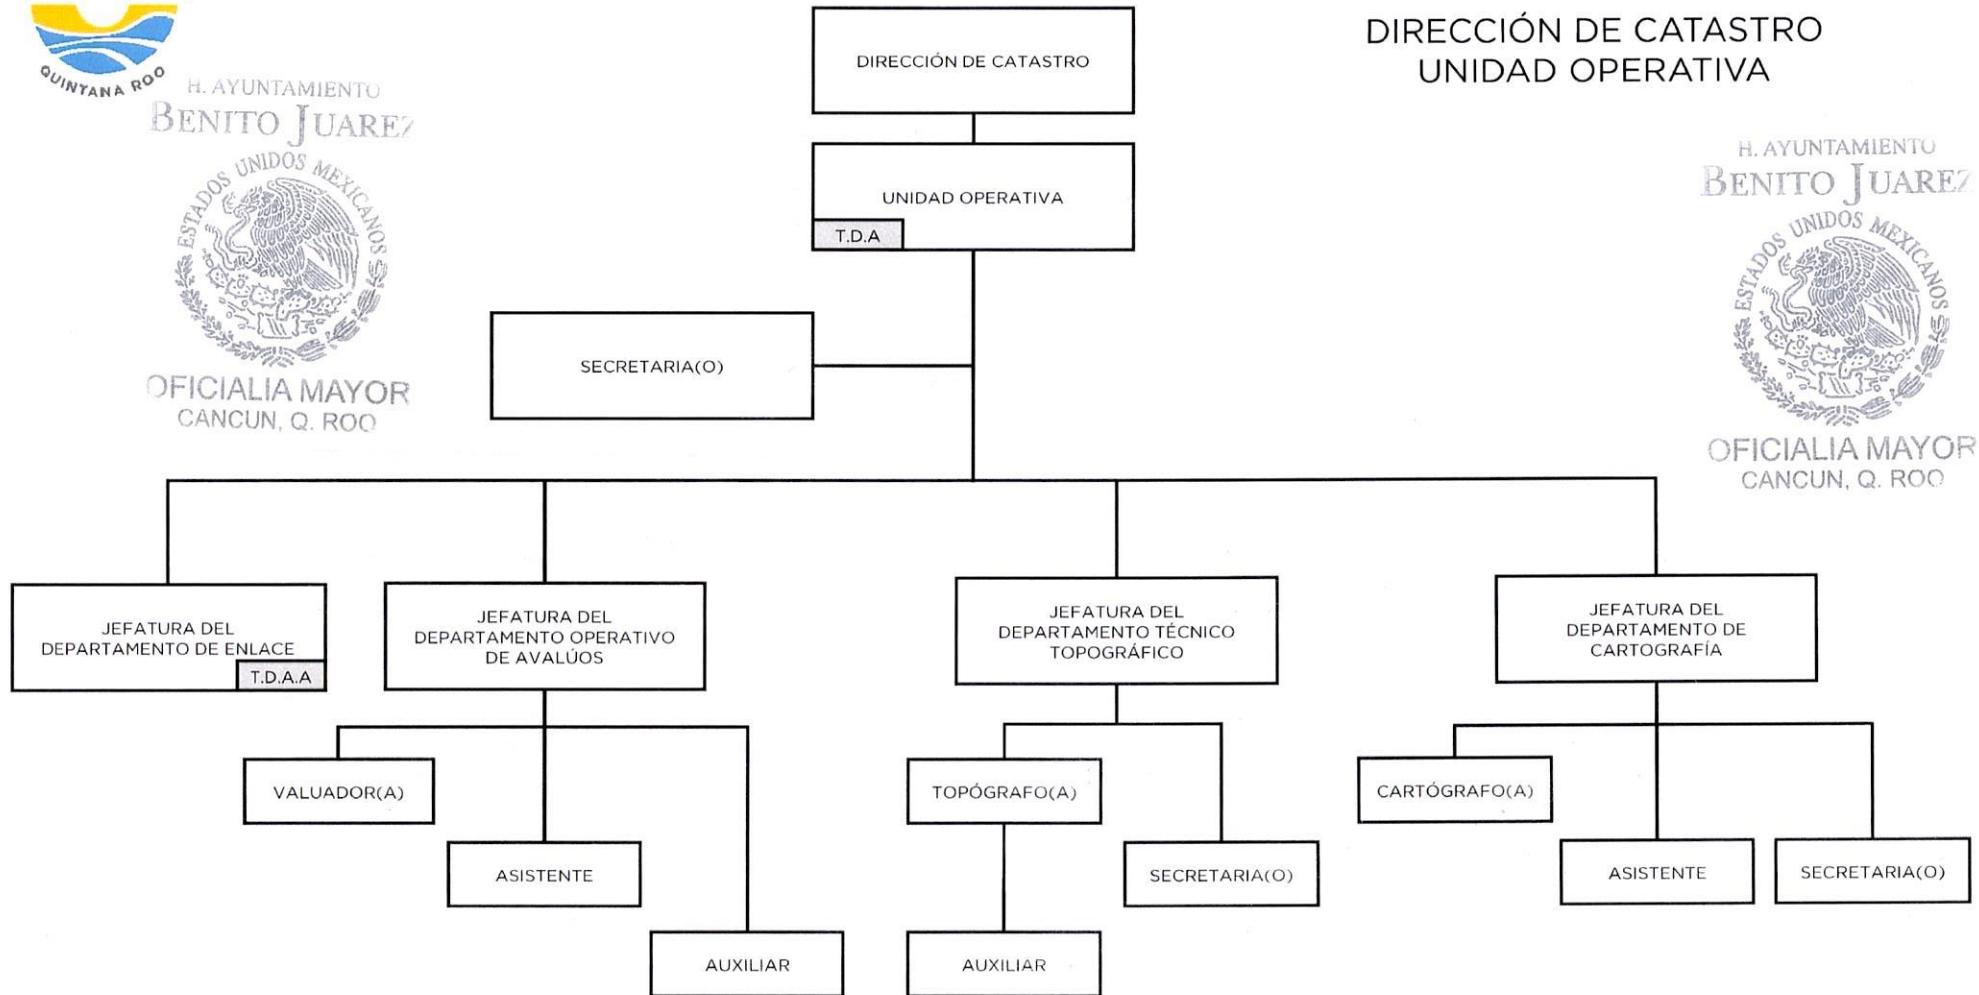 QUINTANA ROO
DIRECCIÓN DE CATASTRO
UNIDAD OPERATIVA
H. AYUNTAMIENTO
BENITO JUAREZ
ESTADOS UNIDOS MEXICANOS
OFICIALIA MAYOR
CANCUN, Q. ROO
H. AYUNTAMIENTO
BENITO JUAREZ
ESTADOS UNIDOS MEXICANOS
OFICIALIA MAYOR
CANCUN, Q. ROO
DIRECCIÓN DE CATASTRO
UNIDAD OPERATIVA
T.D.A
SECRETARIA(O)
JEFATURA DEL
DEPARTAMENTO DE ENLACE
T.D.A.A
JEFATURA DEL
DEPARTAMENTO OPERATIVO
DE AVALÚOS
JEFATURA DEL
DEPARTAMENTO TÉCNICO
TOPOGRÁFICO
JEFATURA DEL
DEPARTAMENTO DE
CARTOGRAFÍA
VALUADOR(A)
ASISTENTE
AUXILIAR
TOPÓGRAFO(A)
SECRETARIA(O)
AUXILIAR
CARTÓGRAFO(A)
ASISTENTE
SECRETARIA(O)